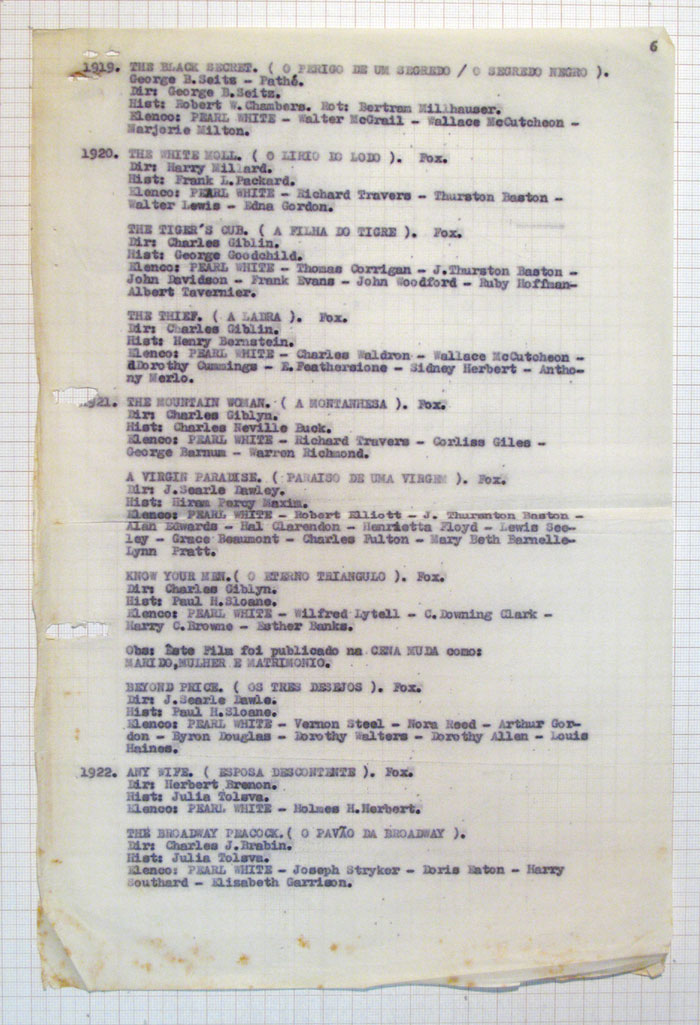 6
1919. THE BLACK SECRET. ( O PERIGO DE UM SEGREDO / O SEGREDO NEGRO ).
George B.Seitz - Pathé.
Dir: George B.Seitz.
Hist: Robert W.Chambers. Rot: Bertram Millhauser.
Elenco: PEARL WHITE - Walter McGrail - Wallace McCutcheon -
Marjorie Milton.
1920. THE WHITE MOLL. ( O LIRIO DO LODO ). Fox.
Dir: Harry Millard.
Hist: Frank L.Packard.
Elenco: PEARL WHITE - Richard Travers - Thurston Baston -
Walter Lewis - Edna Gordon.
THE TIGER'S CUB. ( A FILHA DO TIGRE ). Fox.
Dir: Charles Giblin.
Hist: George Goodchild.
Elenco: PEARL WHITE - Thomas Corrigan - J.Thurston Baston -
John Davidson - Frank Evans - John Woodford - Ruby Hoffman-
Albert Tavernier.
THE THIEF. ( A LADRA ). Fox.
Dir: Charles Giblin.
Hist: Henry Bernstein.
Elenco: PEARL WHITE - Charles Waldron - Wallace McCutcheon -
dDorothy Cummings - E.Feathersione - Sidney Herbert - Antho-
ny Merlo.
1921. THE MOUNTAIN WOMAN. ( A MONTANHESA ). Fox.
Dir: Charles Giblyn.
Hist: Charles Neville Buck.
Elenco: PEARL WHITE - Richard Travers - Corliss Giles -
George Barnum - Warren Richmond.
A VIRGIN PARADISE. ( PARAISO DE UMA VIRGEM ). Fox.
Dir: J.Searle Dawley.
Hist: Hiram Percy Maxim.
Elenco: PEARL WHITE - Robert Elliott - J. Thurnston Baston -
Alan Edwards - Hal Clarendon - Henrietta Floyd - Lewis See-
ley - Grace Beaumont - Charles Fulton - Mary Beth Barnelle-
Lynn Pratt.
KNOW YOUR MEN.( O ETERNO TRIANGULO ). Fox.
Dir: Charles Giblyn.
Hist: Paul H.Sloane.
Elenco: PEARL WHITE - Wilfred Lytell - C.Downing Clark -
Harry C.Browne - Esther Banks.
Obs: Êste Film foi publicado na CENA MUDA como:
MARIDO,MULHER E MATRIMONIO.
BEYOND PRICE. ( OS TRES DESEJOS ). Fox.
Dir: J.Searle Dawle.
Hist: Paul H.Sloane.
Elenco: PEARL WHITE - Vernon Steel - Nora Reed - Arthur Gor-
don - Byron Douglas - Dorothy Walters - Dorothy Allen - Louis
Haines.
1922. ANY WIFE. ( ESPOSA DESCONTENTE ). Fox.
Dir: Herbert Brenon.
Hist: Julia Tolsva.
Elenco: PEARL WHITE - Holmes H.Herbert.
THE BROADWAY PEACOCK.( O PAVÃO DA BROADWAY ).
Dir: Charles J.Brabin.
Hist: Julia Tolsva.
Elenco: PEARL WHITE - Joseph Stryker - Doris Eaton - Harry
Southard - Elisabeth Garrison.